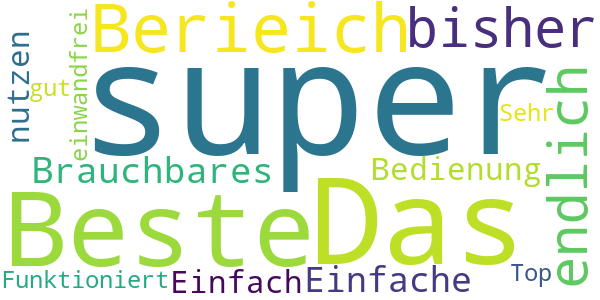 Berieich
bisher
super
nutzen
gut
einwandfrei
Sehr
endlich
Brauchbares
Bedienung
Beste
Das
Funktioniert
Einfach
Einfache
Top